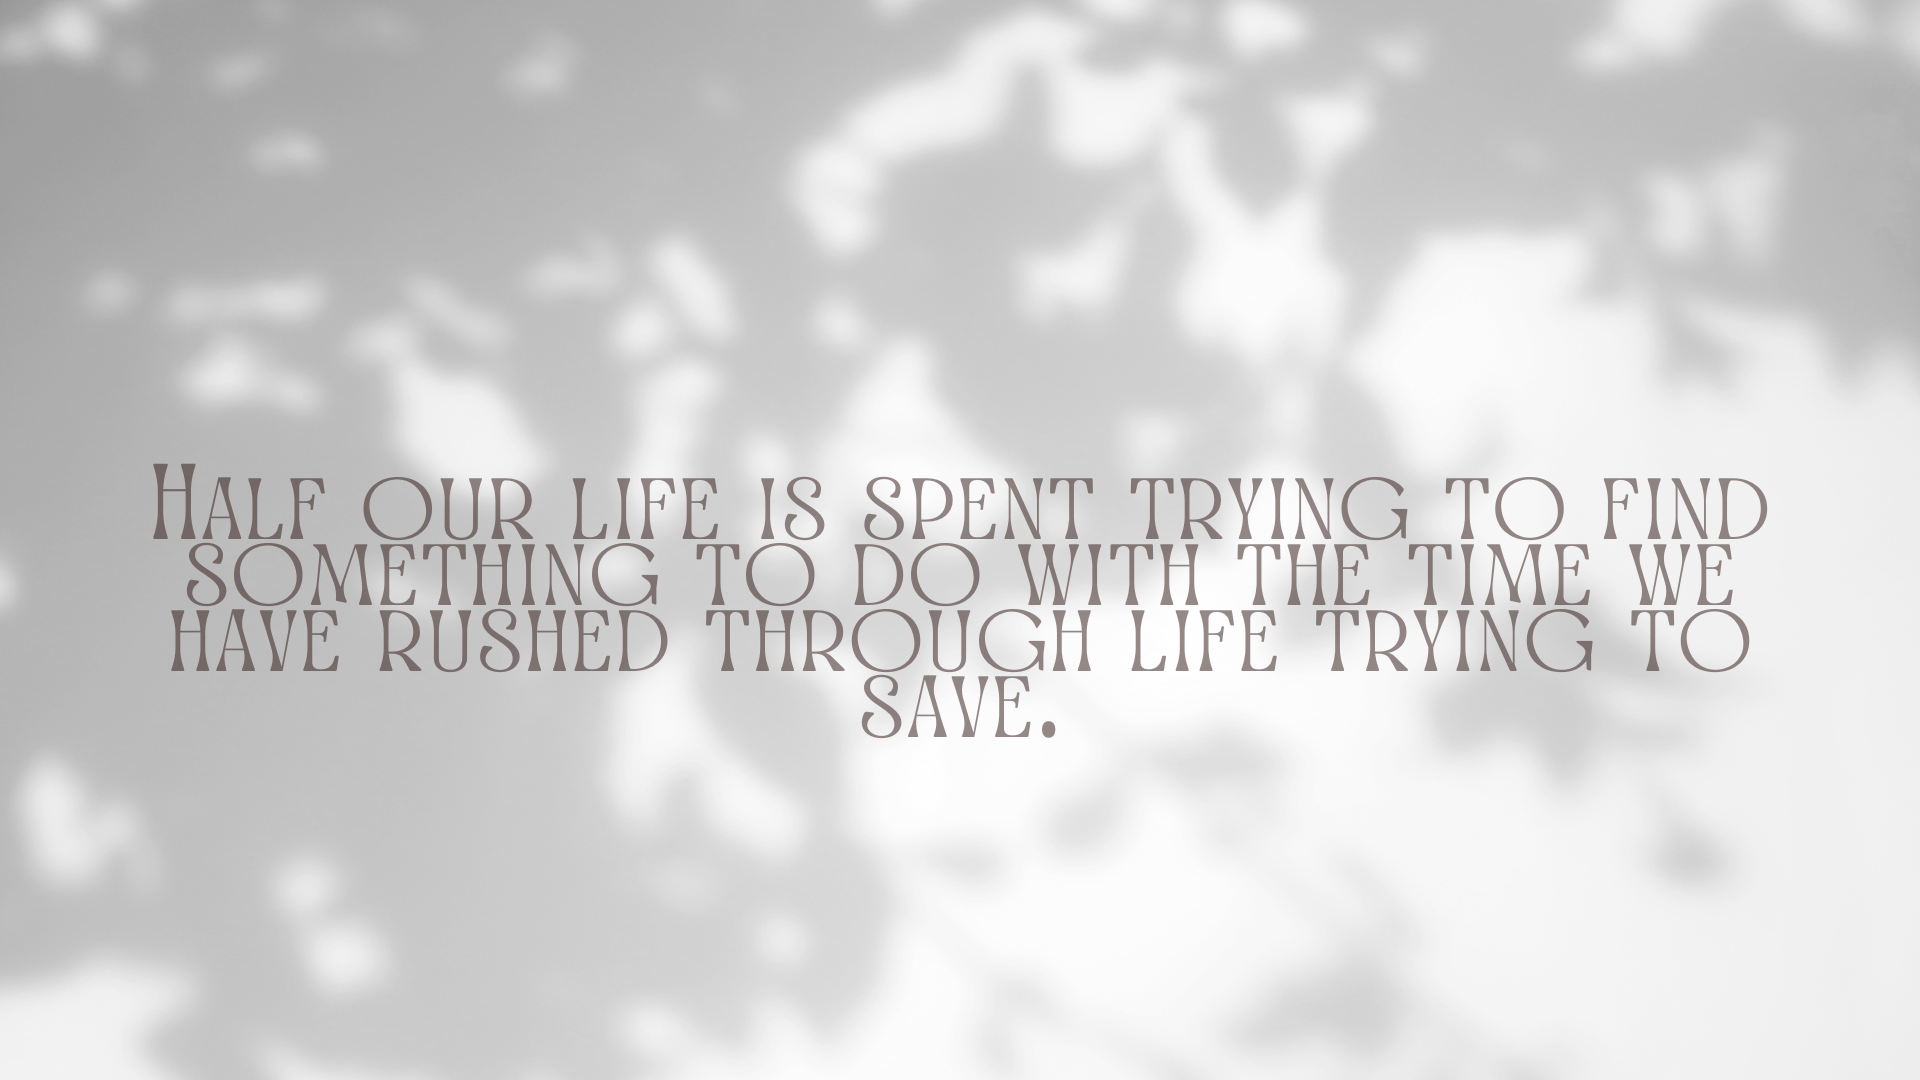 Half our life is spent trying to find
something to do with the time we
have rushed through life trying to
save.